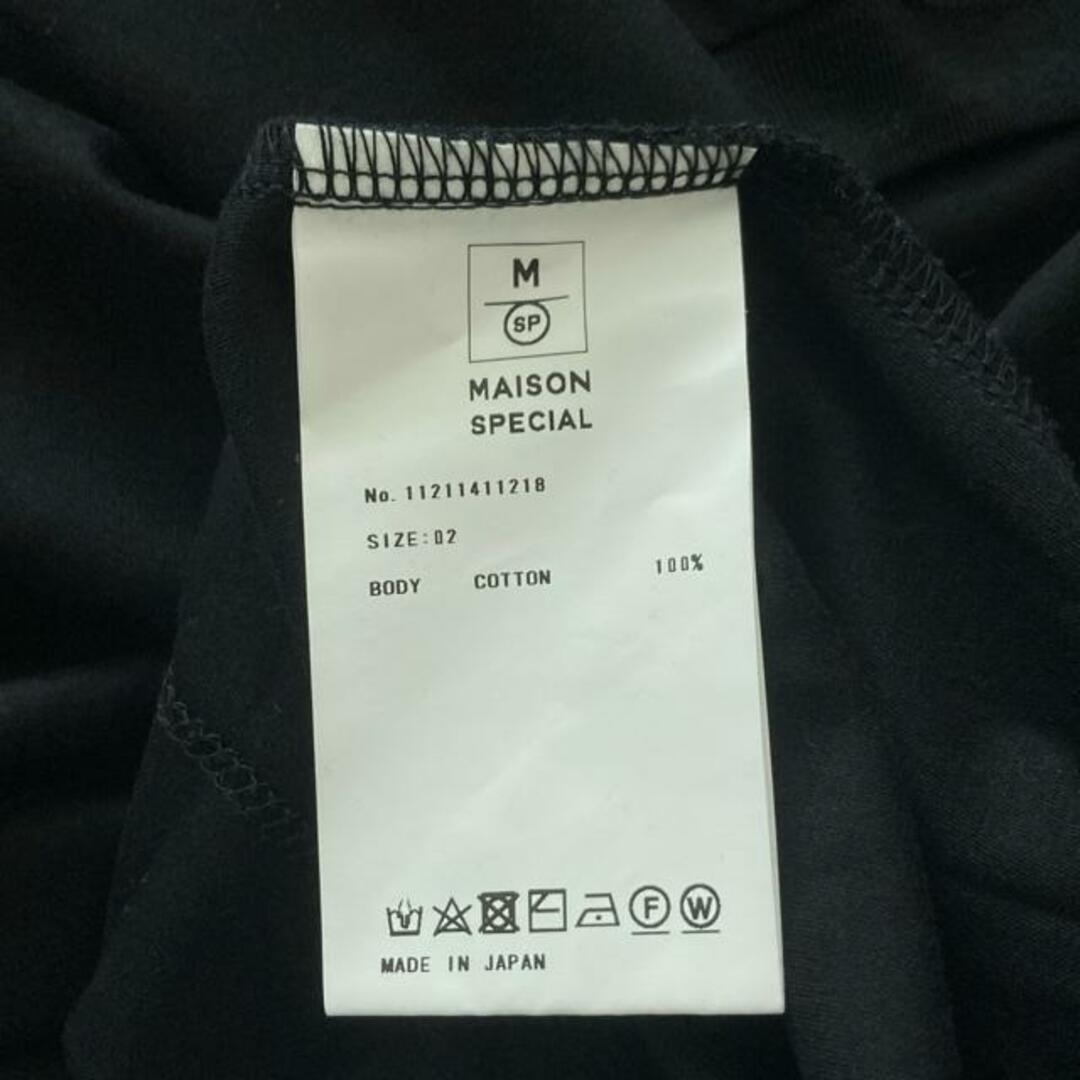 M
SP
MAISON
SPECIAL
No. 11211411218
SIZE:02
BODY COTTON 100%
F W
MADE IN JAPAN